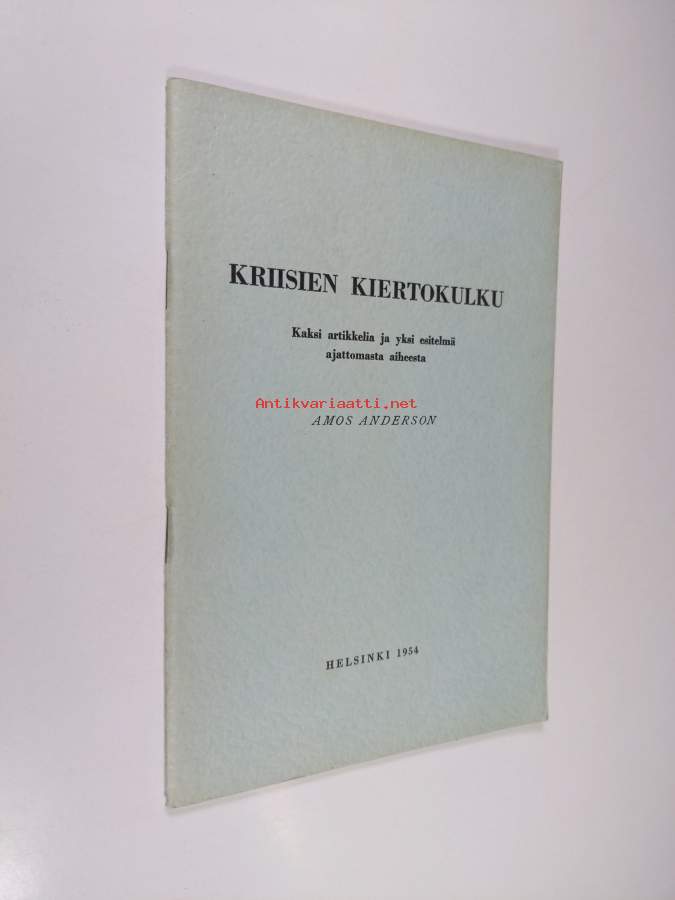 KRIISIEN KIERTOKULKU
Kaksi artikkelia ja yksi esitelmä
ajattomasta aiheesta
Antikvariaatti.net
AMOS ANDERSON
HELSINKI 1954